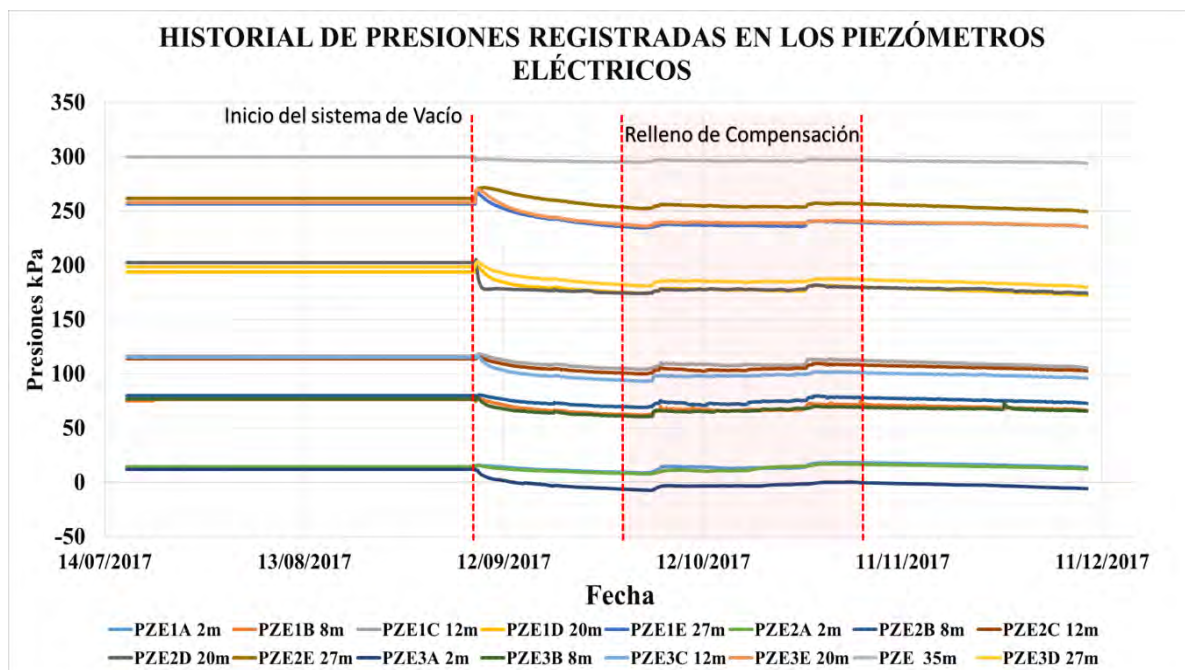 HISTORIAL DE PRESIONES REGISTRADAS EN LOS PIEZÓMETROS
ELÉCTRICOS
Inicio del sistema de Vacío
Relleno de Compensación
Presiones kPa
350
300
250
200
150
100
50
0
-50
14/07/2017 13/08/2017 12/09/2017 12/10/2017 11/11/2017 11/12/2017
Fecha
PZE1A 2m PZE1B 8m PZE1C 12m PZE1D 20m PZE1E 27m PZE2A 2m PZE2B 8m PZE2C 12m
PZE2D 20m PZE2E 27m PZE3A 2m PZE3B 8m PZE3C 12m PZE3E 20m PZE 35m PZE3D 27m